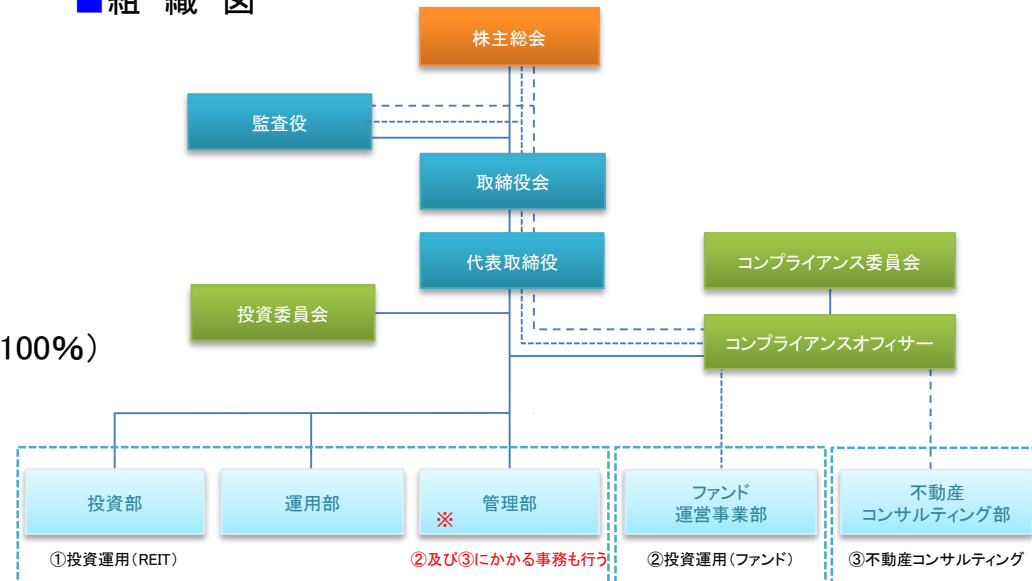 ■組 織 図
株主総会
監査役
取締役会
代表取締役
コンプライアンス委員会
投資委員会
コンプライアンスオフィサー
100%)
投資部
運用部
※
管理部
ファンド
運営事業部
不動産
コンサルティング部
①投資運用(REIT)
②及び③にかかる事務も行う
②投資運用(ファンド)
③不動産コンサルティング